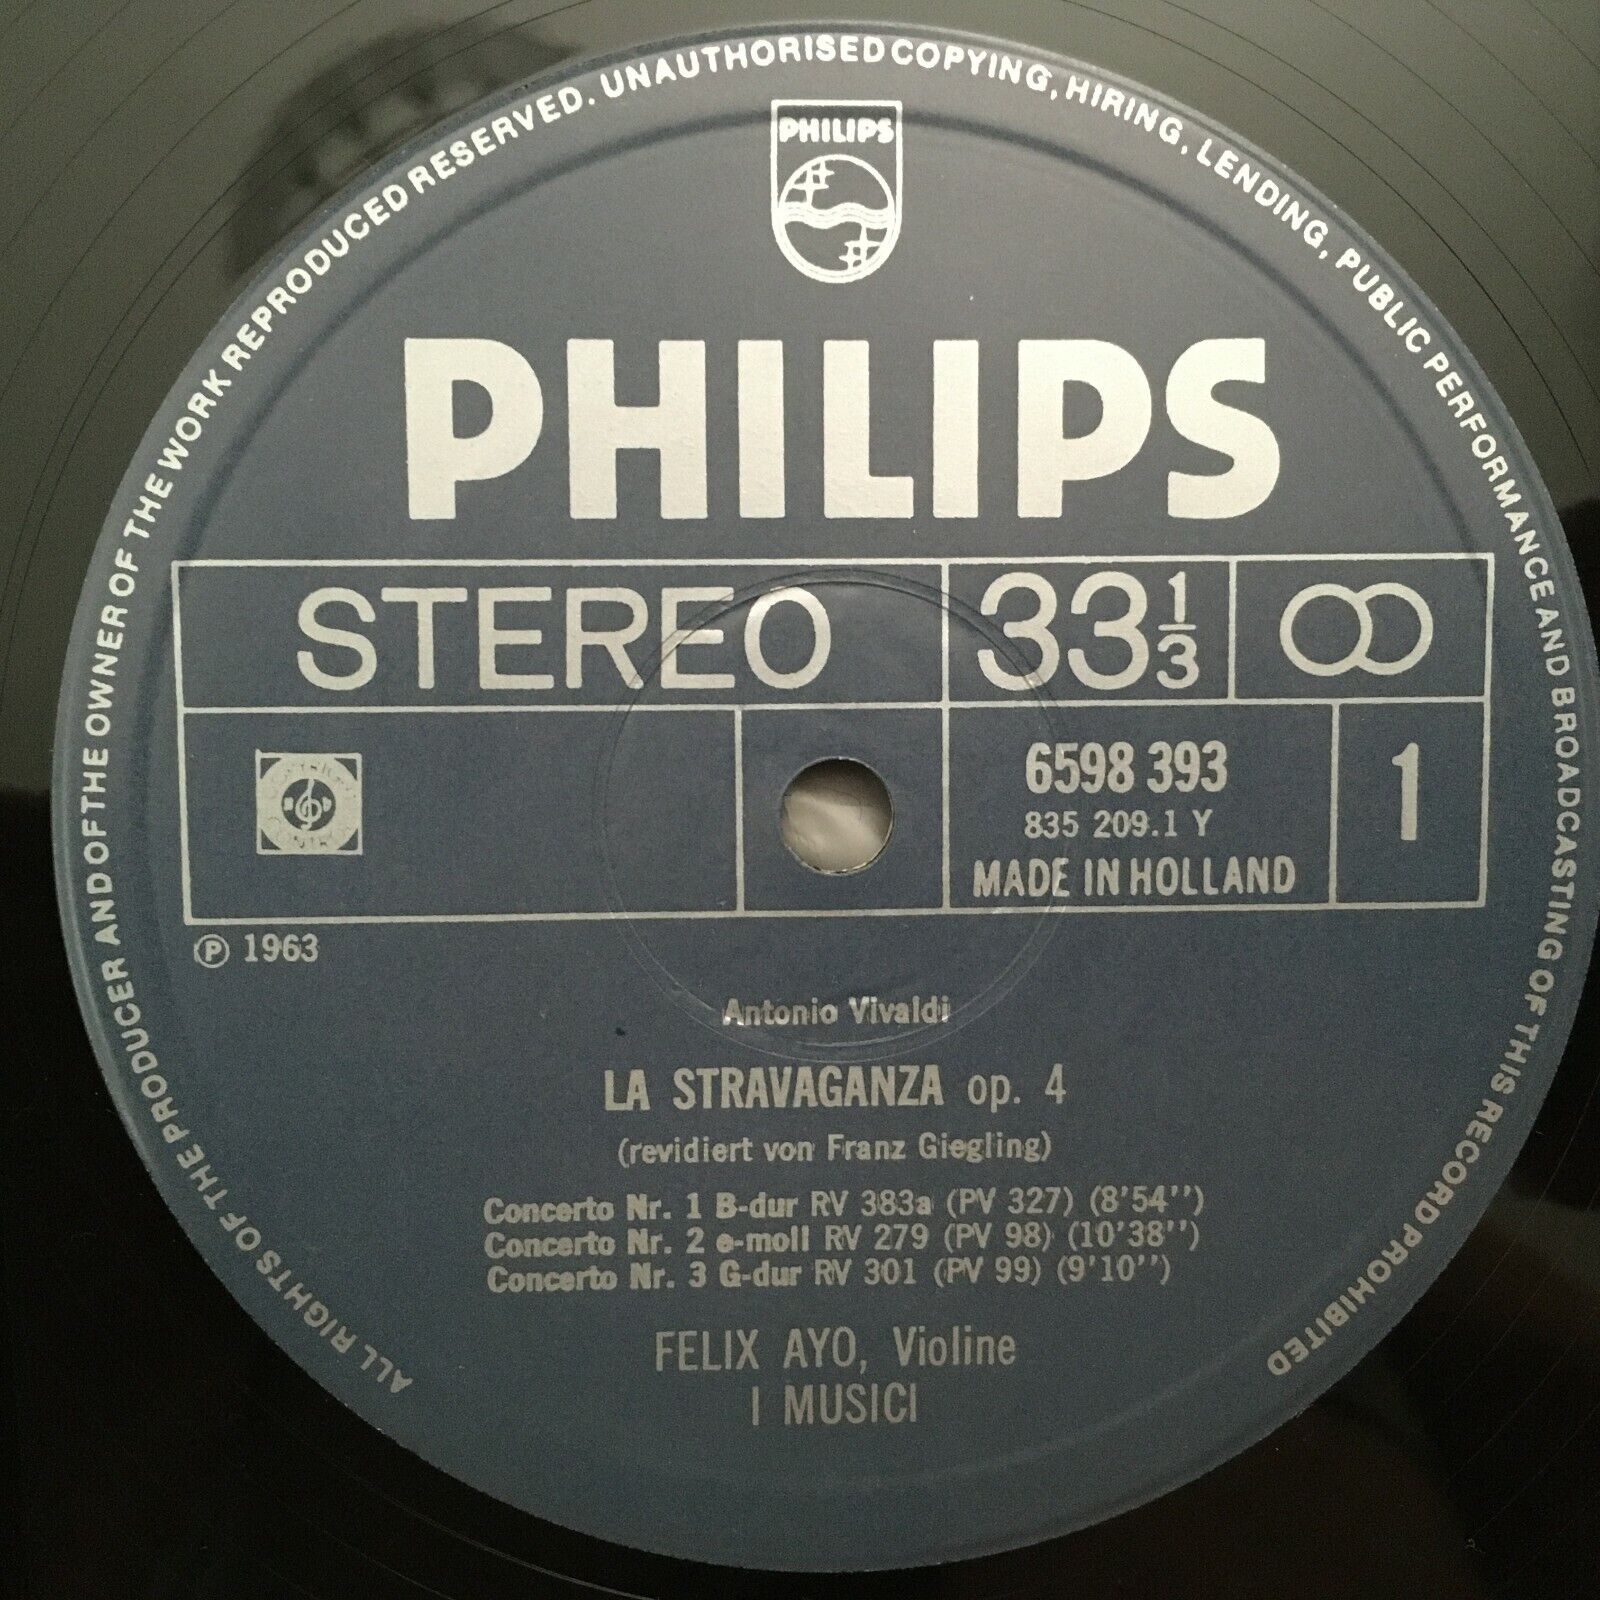 ALL RIGHTS OF THE PRODUCER AND OF THE OWNER OF THE WORK REPRODUCED RESERVED. UNAUTHORISED COPYING, HIRING, LENDING, PUBLIC PERFORMANCE AND BROADCASTING OF THIS RECORD PROHIBITED
PHILIPS
PHILIPS
STEREO
33 1/3
6598 393
835 209.1 Y
MADE IN HOLLAND
1
℗ 1963
Antonio Vivaldi
LA STRAVAGANZA op. 4
(revidiert von Franz Giegling)
Concerto Nr. 1 B-dur RV 383a (PV 327) (8'54'')
Concerto Nr. 2 e-moll RV 279 (PV 98) (10'38'')
Concerto Nr. 3 G-dur RV 301 (PV 99) (9'10'')
FELIX AYO, Violine
I MUSICI